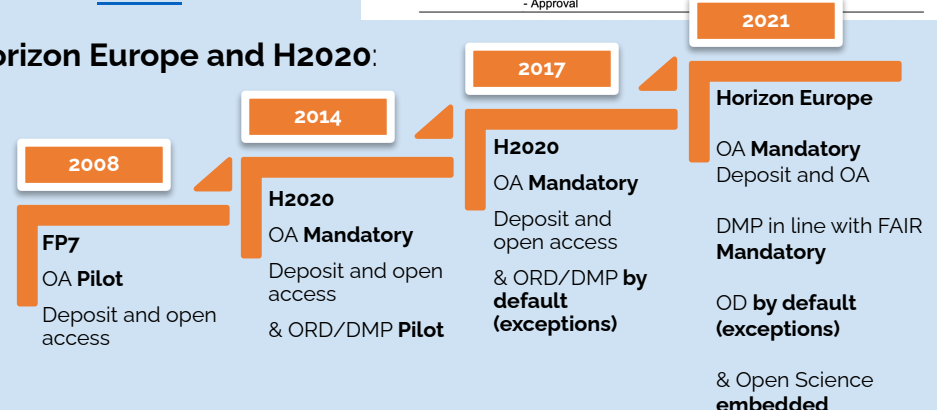 - Approval
orizon Europe and H2020:
2008
FP7
OA Pilot
Deposit and open
access
2014
H2020
OA Mandatory
Deposit and open
access
& ORD/DMP Pilot
2017
H2020
OA Mandatory
Deposit and
open access
& ORD/DMP by
default
(exceptions)
2021
Horizon Europe
OA Mandatory
Deposit and OA
DMP in line with FAIR
Mandatory
OD by default
(exceptions)
& Open Science
embedded